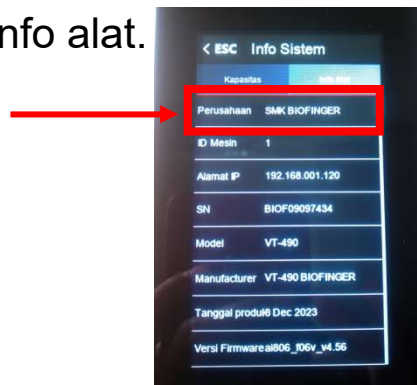 nfo alat.
< ESC Info Sistem
Kapasitas Info Alat
Perusahaan SMK BIOFINGER
ID Mesin 1
Alamat IP 192.168.001.120
SN BIOF09097434
Model VT-490
Manufacturer VT-490 BIOFINGER
Tanggal produl6 Dec 2023
Versi Firmwareai806_f06v_v4.56